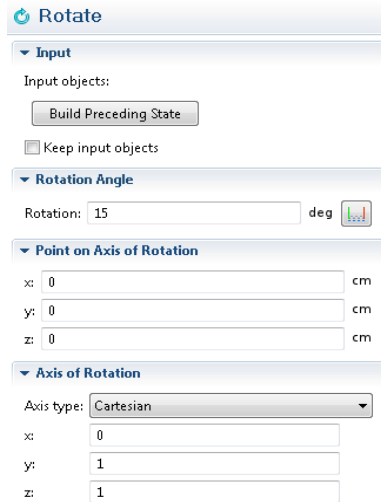 Rotate
Input
Input objects:
Build Preceding State
Keep input objects
Rotation Angle
Rotation: 15 deg
Point on Axis of Rotation
x: 0 cm
y: 0 cm
z: 0 cm
Axis of Rotation
Axis type: Cartesian
x: 0
y: 1
z: 1